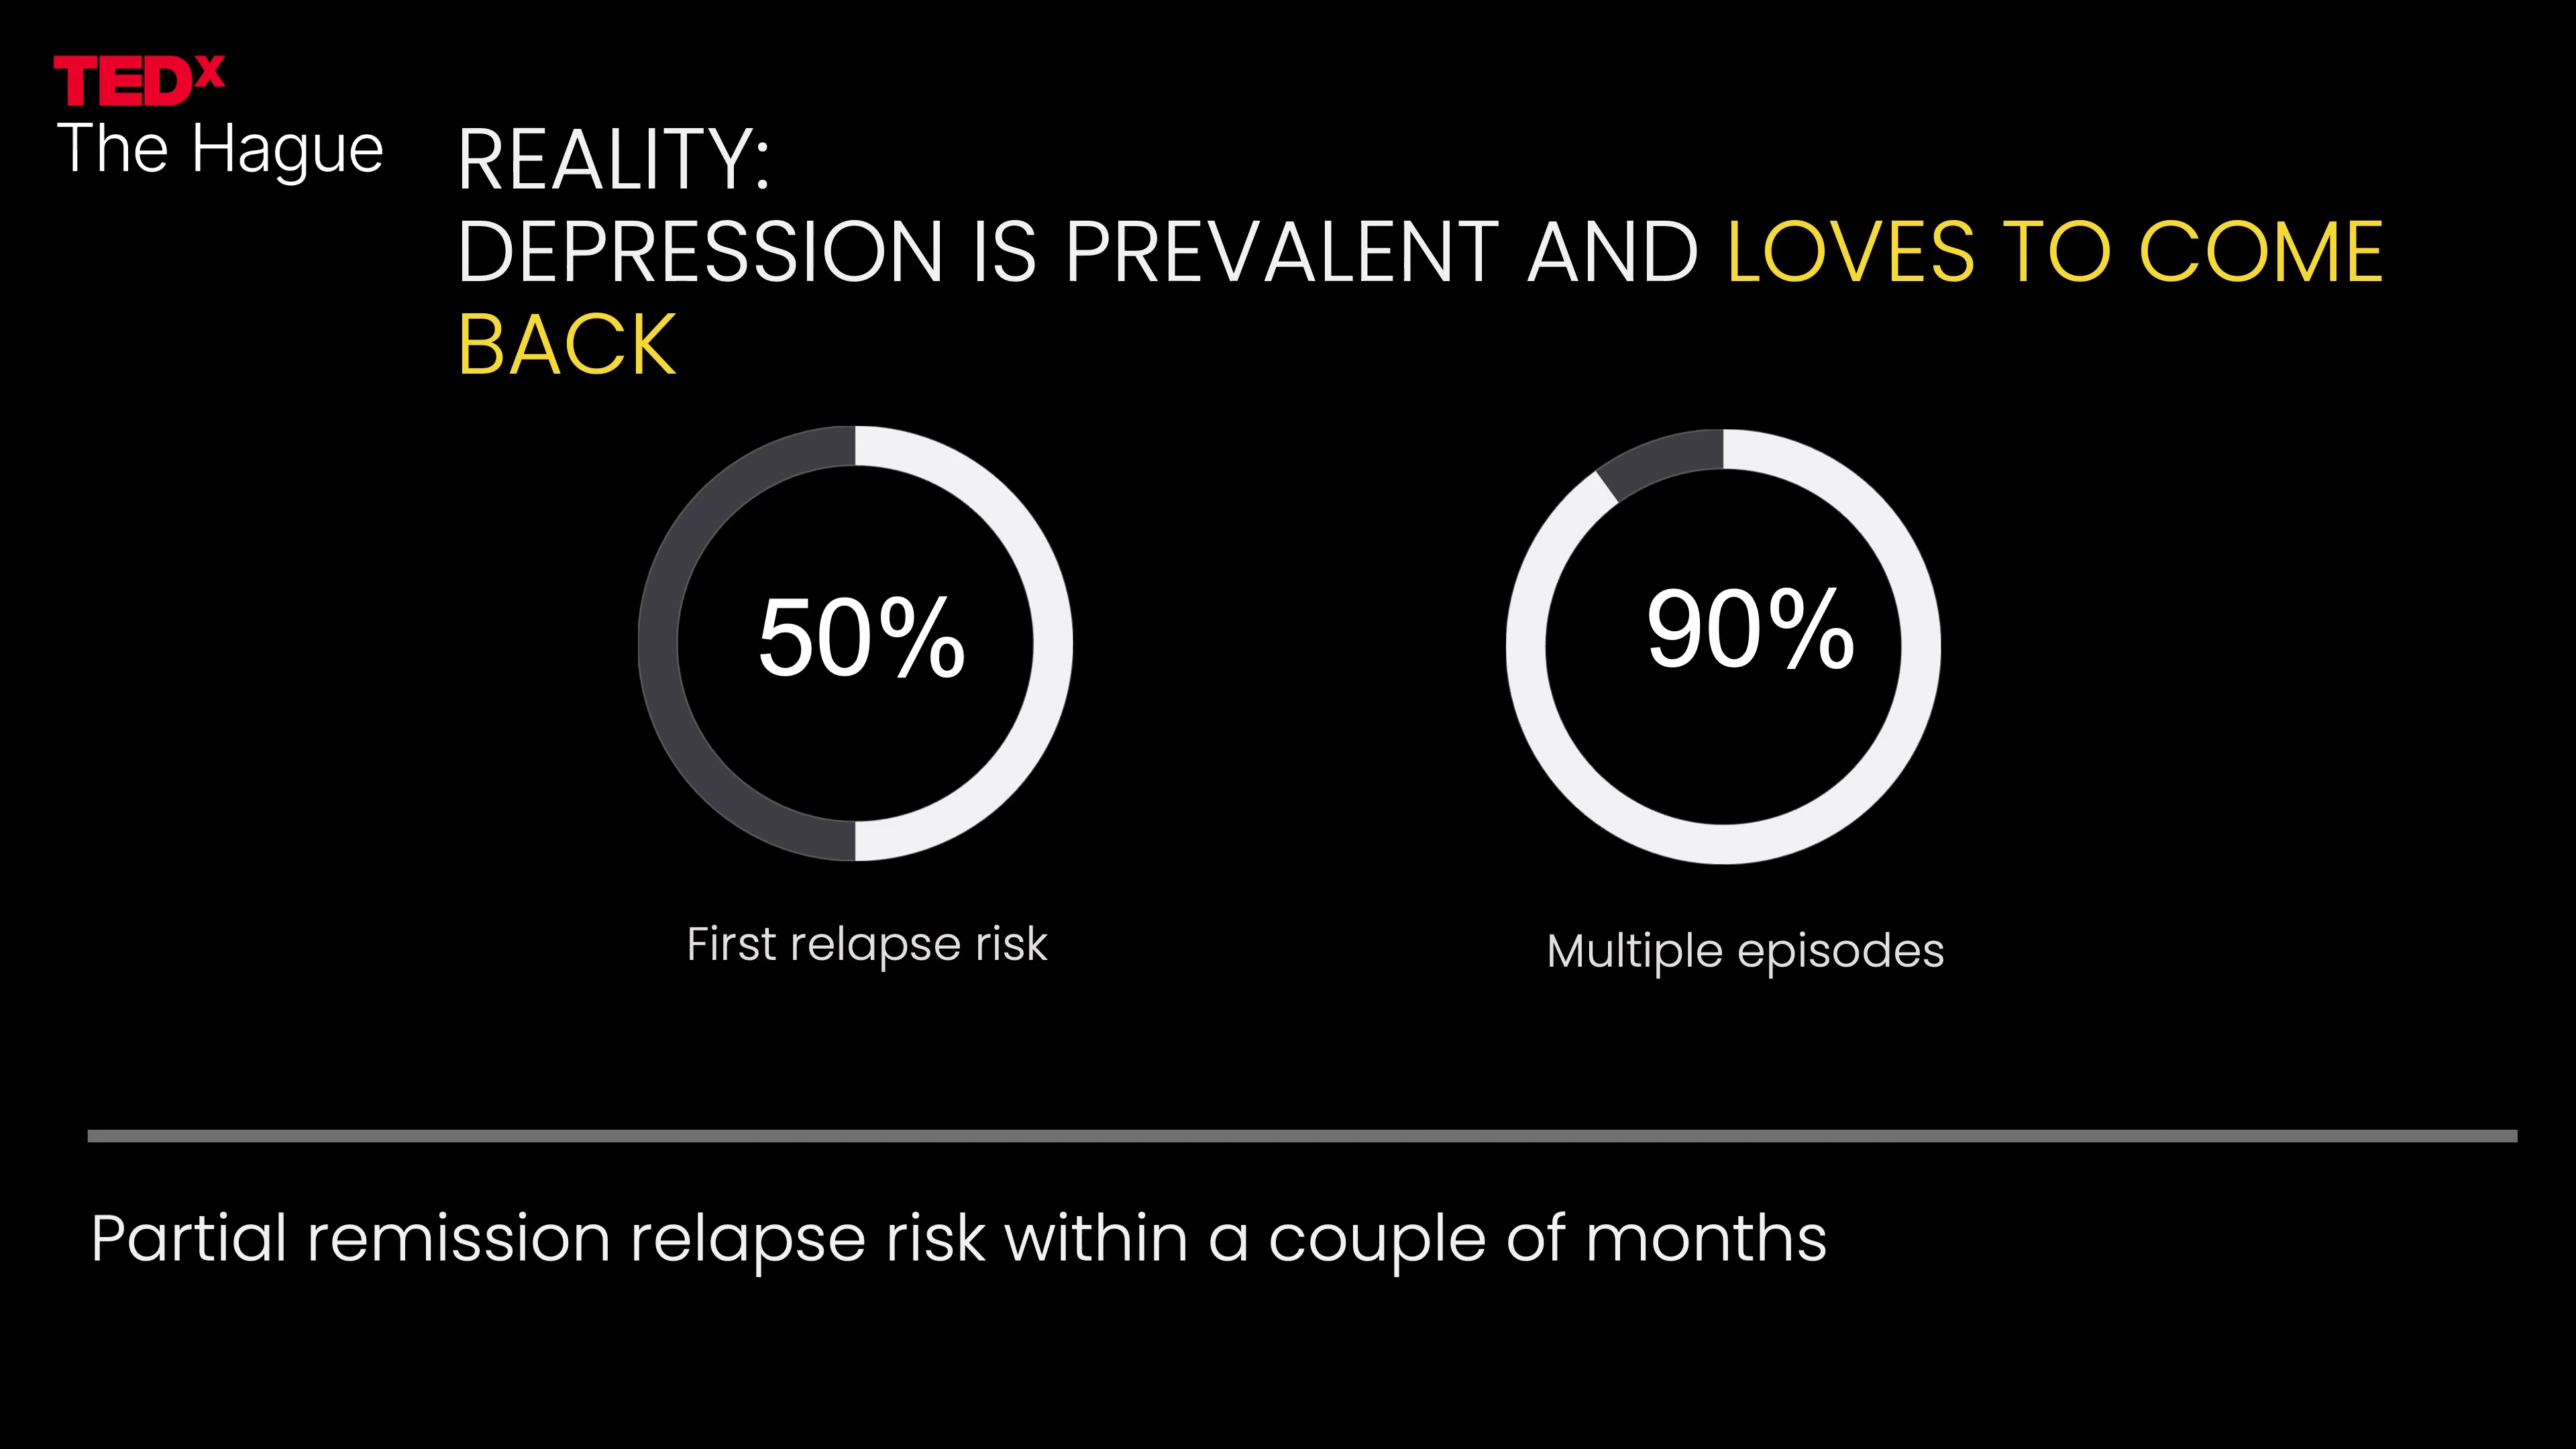 TEDx
The Hague
REALITY:
DEPRESSION IS PREVALENT AND LOVES TO COME
BACK
50%
90%
First relapse risk
Multiple episodes
Partial remission relapse risk within a couple of months